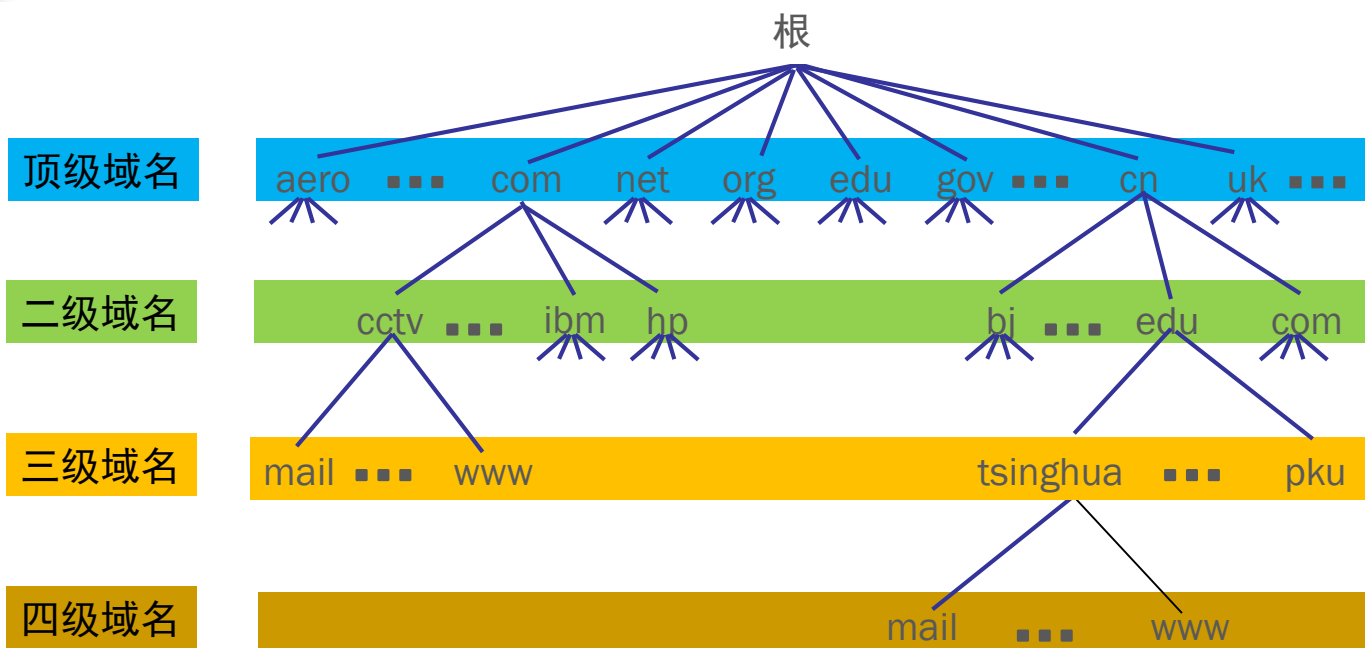 根
顶级域名 aero ... com net org edu gov ... cn uk ...
二级域名 cctv ... ibm hp bj ... edu com
三级域名 mail ... www tsinghua ... pku
四级域名 mail ... www